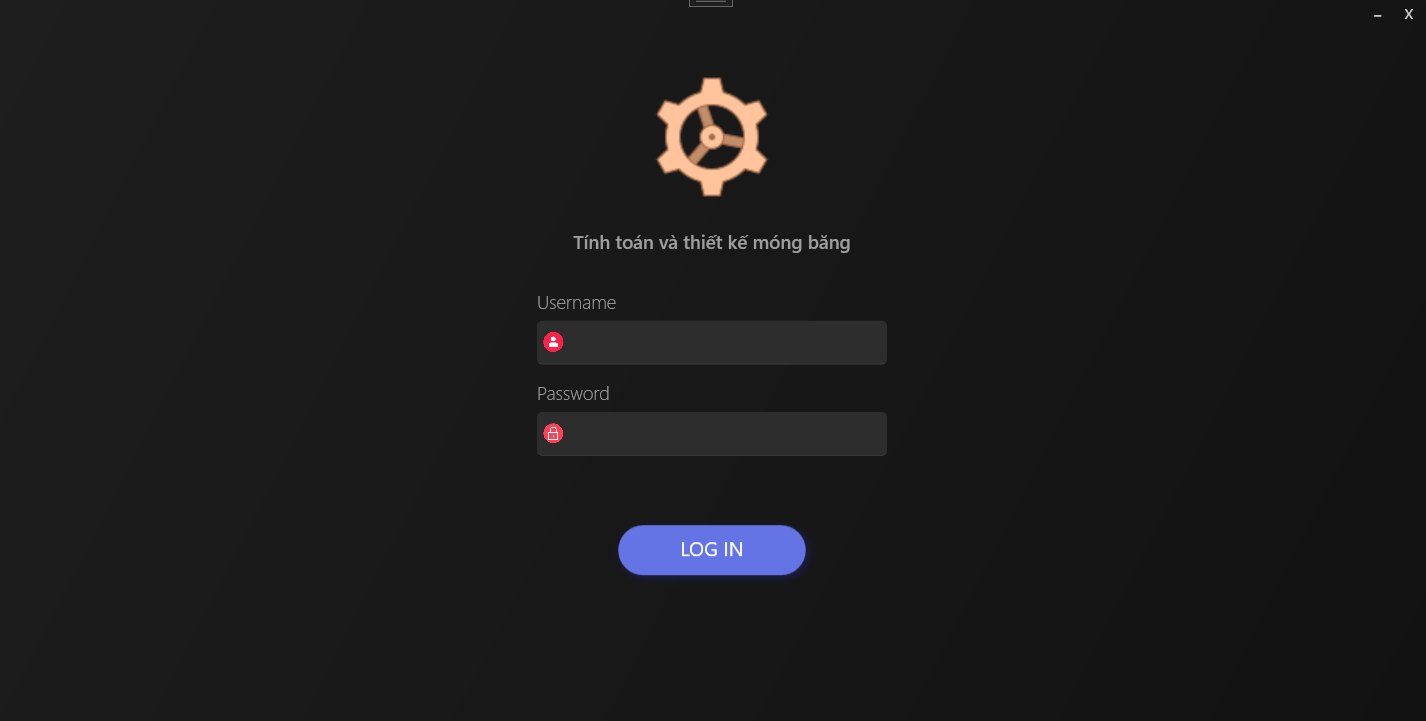 – X
Tính toán và thiết kế móng băng
Username
Password
LOG IN